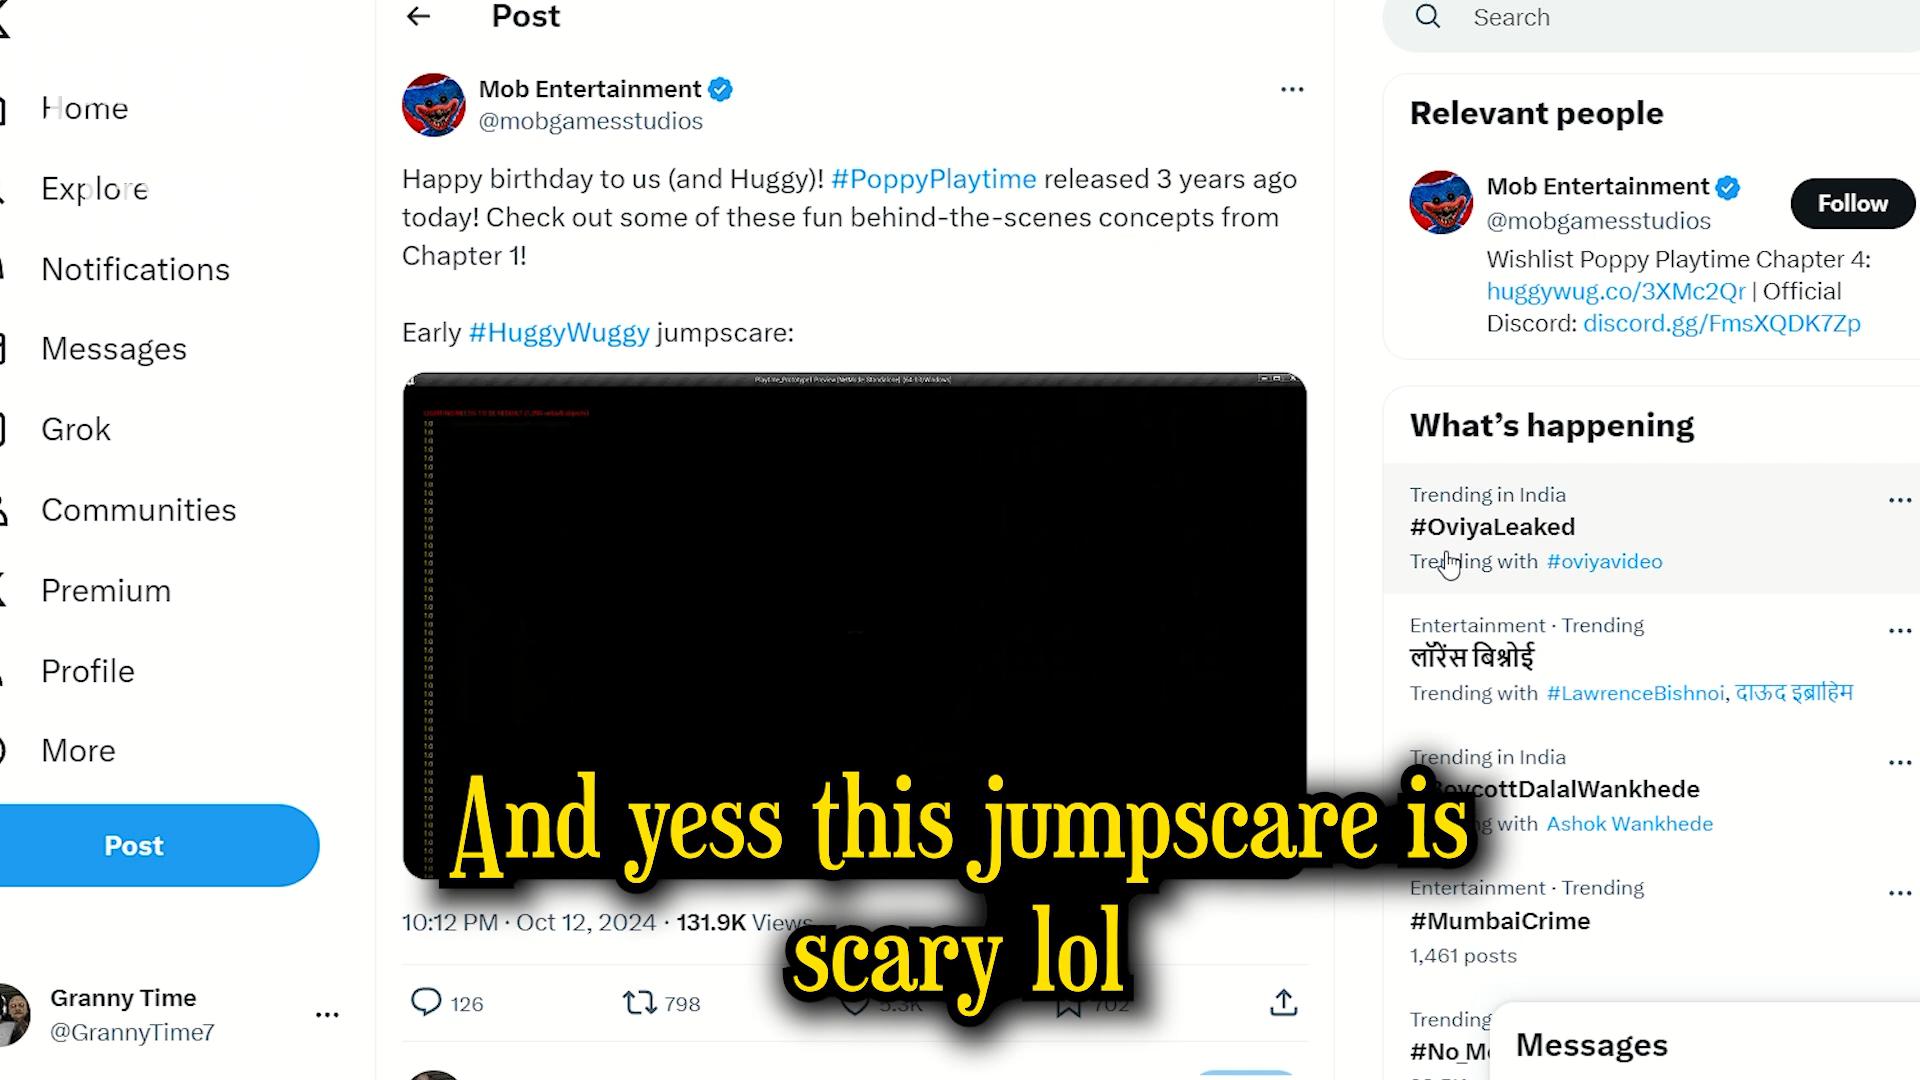 Post
Search
Home
Explore
Notifications
Messages
Grok
Communities
Premium
Profile
More
Post
Granny Time
@GrannyTime7
Mob Entertainment
@mobgamesstudios
Happy birthday to us (and Huggy)! #PoppyPlaytime released 3 years ago
today! Check out some of these fun behind-the-scenes concepts from
Chapter 1!
Early #HuggyWuggy jumpscare:
And yess this jumpscare is
scary lol
10:12 PM · Oct 12, 2024 · 131.9K Views
126
798
5.3K
702
Relevant people
Mob Entertainment
@mobgamesstudios
Follow
Wishlist Poppy Playtime Chapter 4:
huggywug.co/3XMc2Qr | Official
Discord: discord.gg/FmsXQDK7Zp
What's happening
Trending in India
#OviyaLeaked
Trending with #oviyavideo
Entertainment · Trending
लॉरेंस बिश्नोई
Trending with #LawrenceBishnoi, दाऊद इब्राहिम
Trending in India
with Ashok Wankhede
Entertainment · Trending
#MumbaiCrime
1,461 posts
Trending
Messages